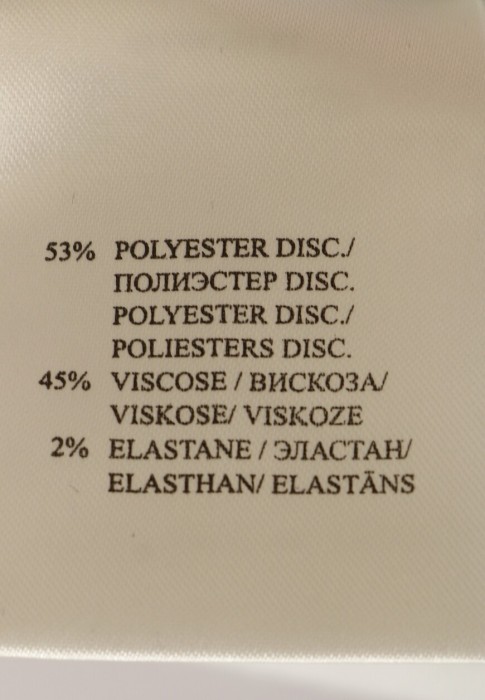 53% POLYESTER DISC./
ПОЛИЭСТЕР DISC.
POLYESTER DISC./
POLIESTERS DISC.
45% VISCOSE / ВИСКОЗА/
VISKOSE/ VISKOZE
2% ELASTANE / ЭЛАСТАН/
ELASTHAN/ ELASTĀNS